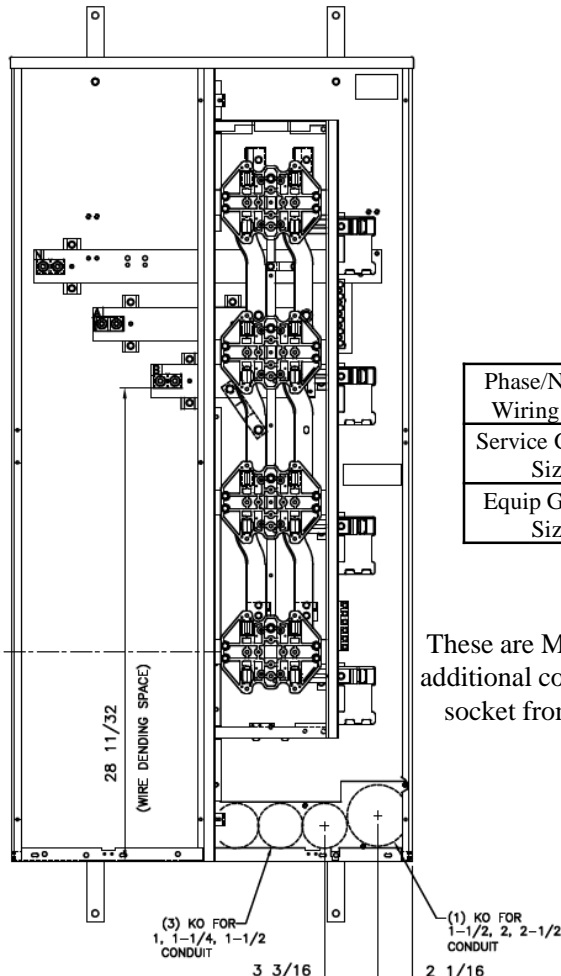 N
A
B
Phase/N
Wiring
Service G
Siz
Equip G
Siz
These are M
additional co
socket from
28 11/32
(WIRE DENDING SPACE)
(3) KO FOR
1, 1-1/4, 1-1/2
CONDUIT
(1) KO FOR
1-1/2, 2, 2-1/2
CONDUIT
3 3/16
2 1/16